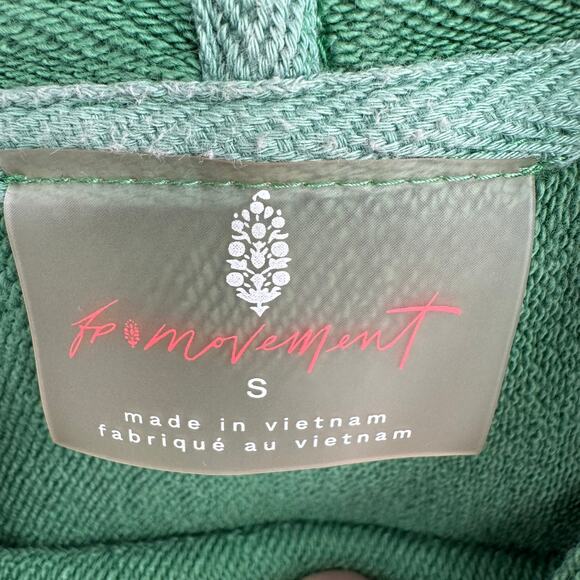 fp movement
S
made in vietnam
fabriqué au vietnam